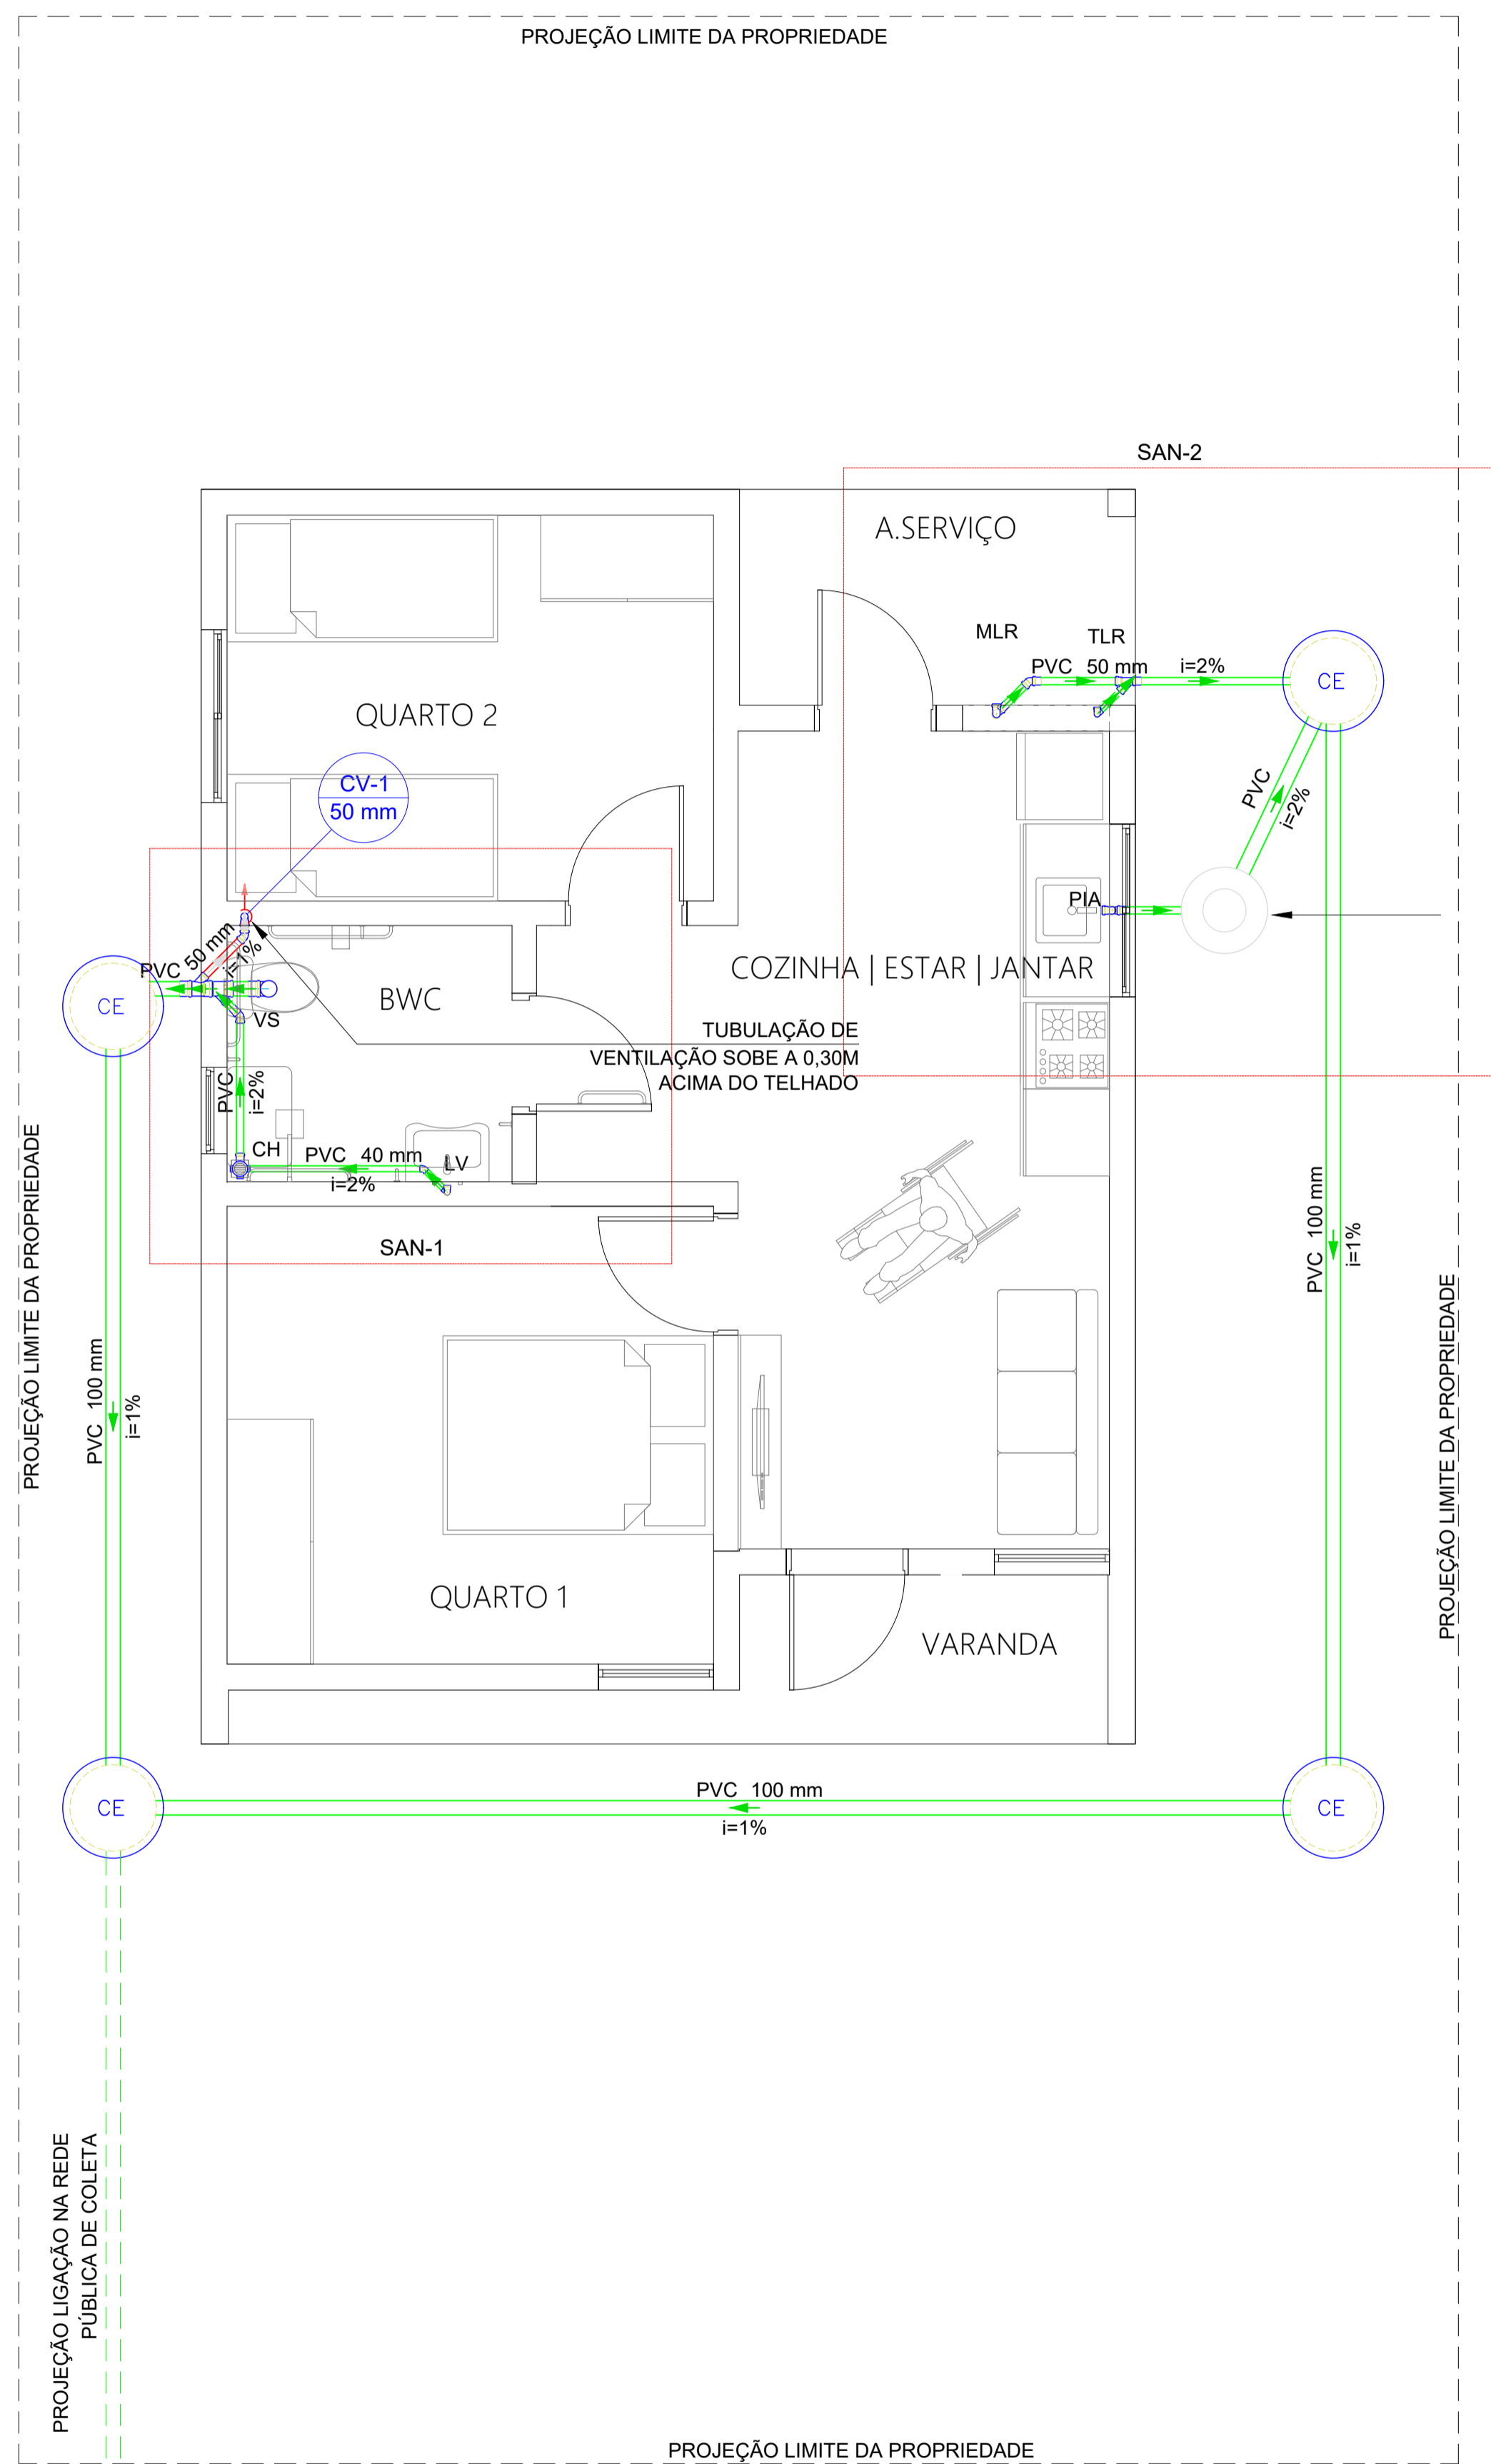 PROJEÇÃO LIMITE DA PROPRIEDADE
SAN-2
A.SERVIÇO
MLR
TLR
PVC 50 mm
i=2%
CE
QUARTO 2
CV-1
50 mm
PVC
i=2%
PIA
PVC
50 mm
i=1%
COZINHA | ESTAR | JANTAR
BWC
CE
VS
TUBULAÇÃO DE
VENTILAÇÃO SOBE A 0,30M
ACIMA DO TELHADO
PVC
i=2%
CH
PVC 40 mm
i=2%
LV
SAN-1
PROJEÇÃO LIMITE DA PROPRIEDADE
PVC 100 mm
i=1%
PVC 100 mm
i=1%
PROJEÇÃO LIMITE DA PROPRIEDADE
QUARTO 1
VARANDA
CE
PVC 100 mm
i=1%
CE
PROJEÇÃO LIGAÇÃO NA REDE
PÚBLICA DE COLETA
PROJEÇÃO LIMITE DA PROPRIEDADE